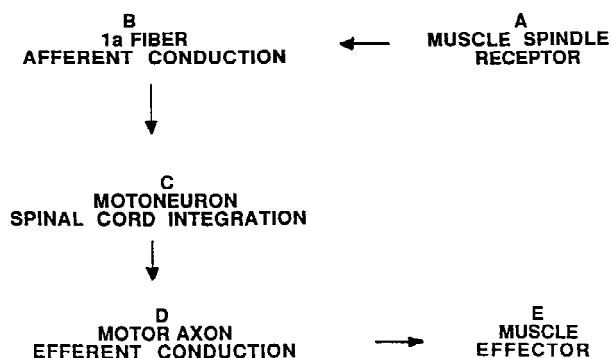 B
1a FIBER
AFFERENT CONDUCTION
A
MUSCLE SPINDLE
RECEPTOR
C
MOTONEURON
SPINAL CORD INTEGRATION
D
MOTOR AXON
EFFERENT CONDUCTION
E
MUSCLE
EFFECTOR